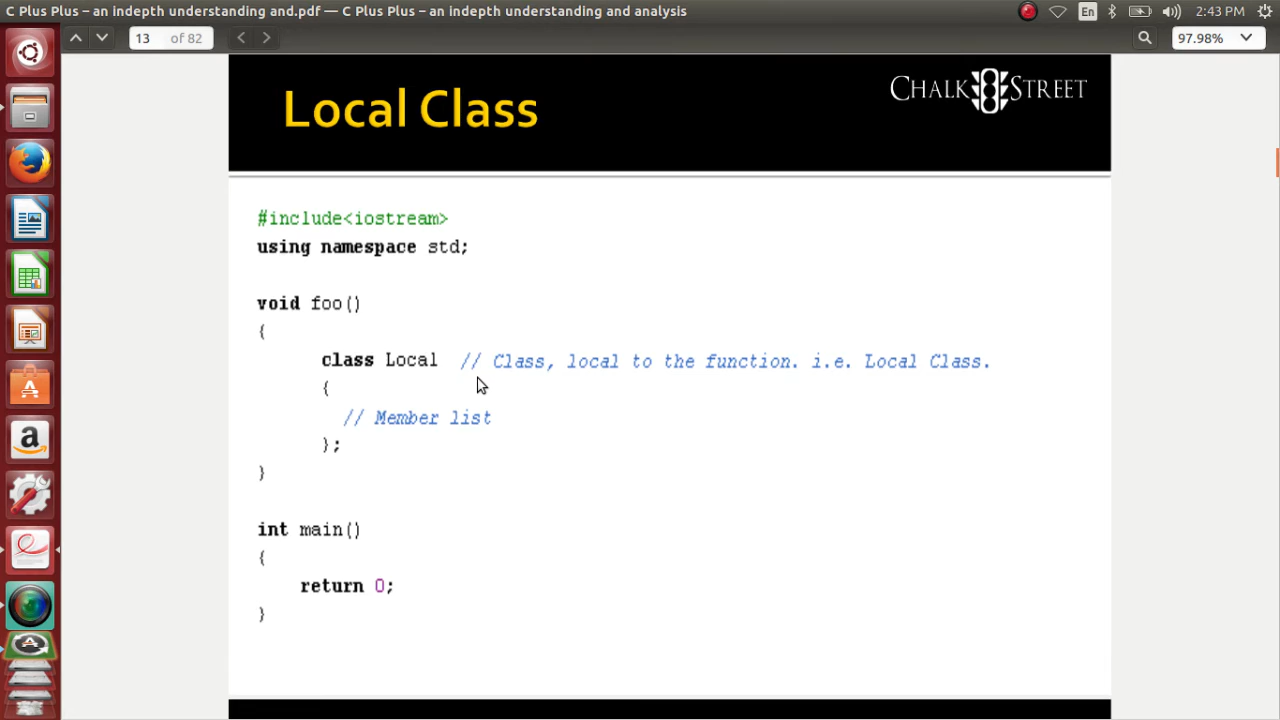 C Plus Plus – an indepth understanding and.pdf — C Plus Plus – an indepth understanding and analysis
En
2:43 PM
13 of 82
97.98%
Local Class
CHALK STREET
#include<iostream>
using namespace std;
void foo()
{
class Local // Class, local to the function. i.e. Local Class.
{
// Member list
};
}
int main()
{
return 0;
}